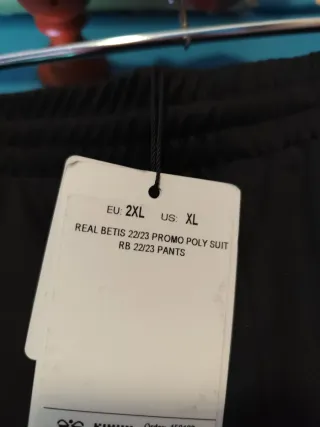 EU: 2XL US: XL
REAL BETIS 22/23 PROMO POLY SUIT
RB 22/23 PANTS